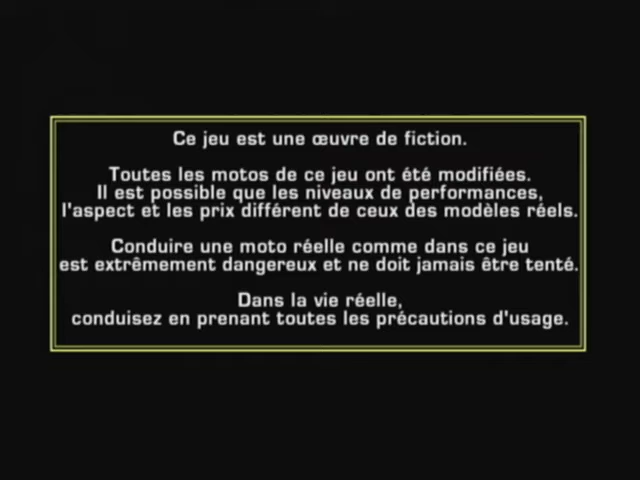 Ce jeu est une œuvre de fiction.
Toutes les motos de ce jeu ont été modifiées.
Il est possible que les niveaux de performances,
l'aspect et les prix différent de ceux des modèles réels.
Conduire une moto réelle comme dans ce jeu
est extrêmement dangereux et ne doit jamais être tenté.
Dans la vie réelle,
conduisez en prenant toutes les précautions d'usage.